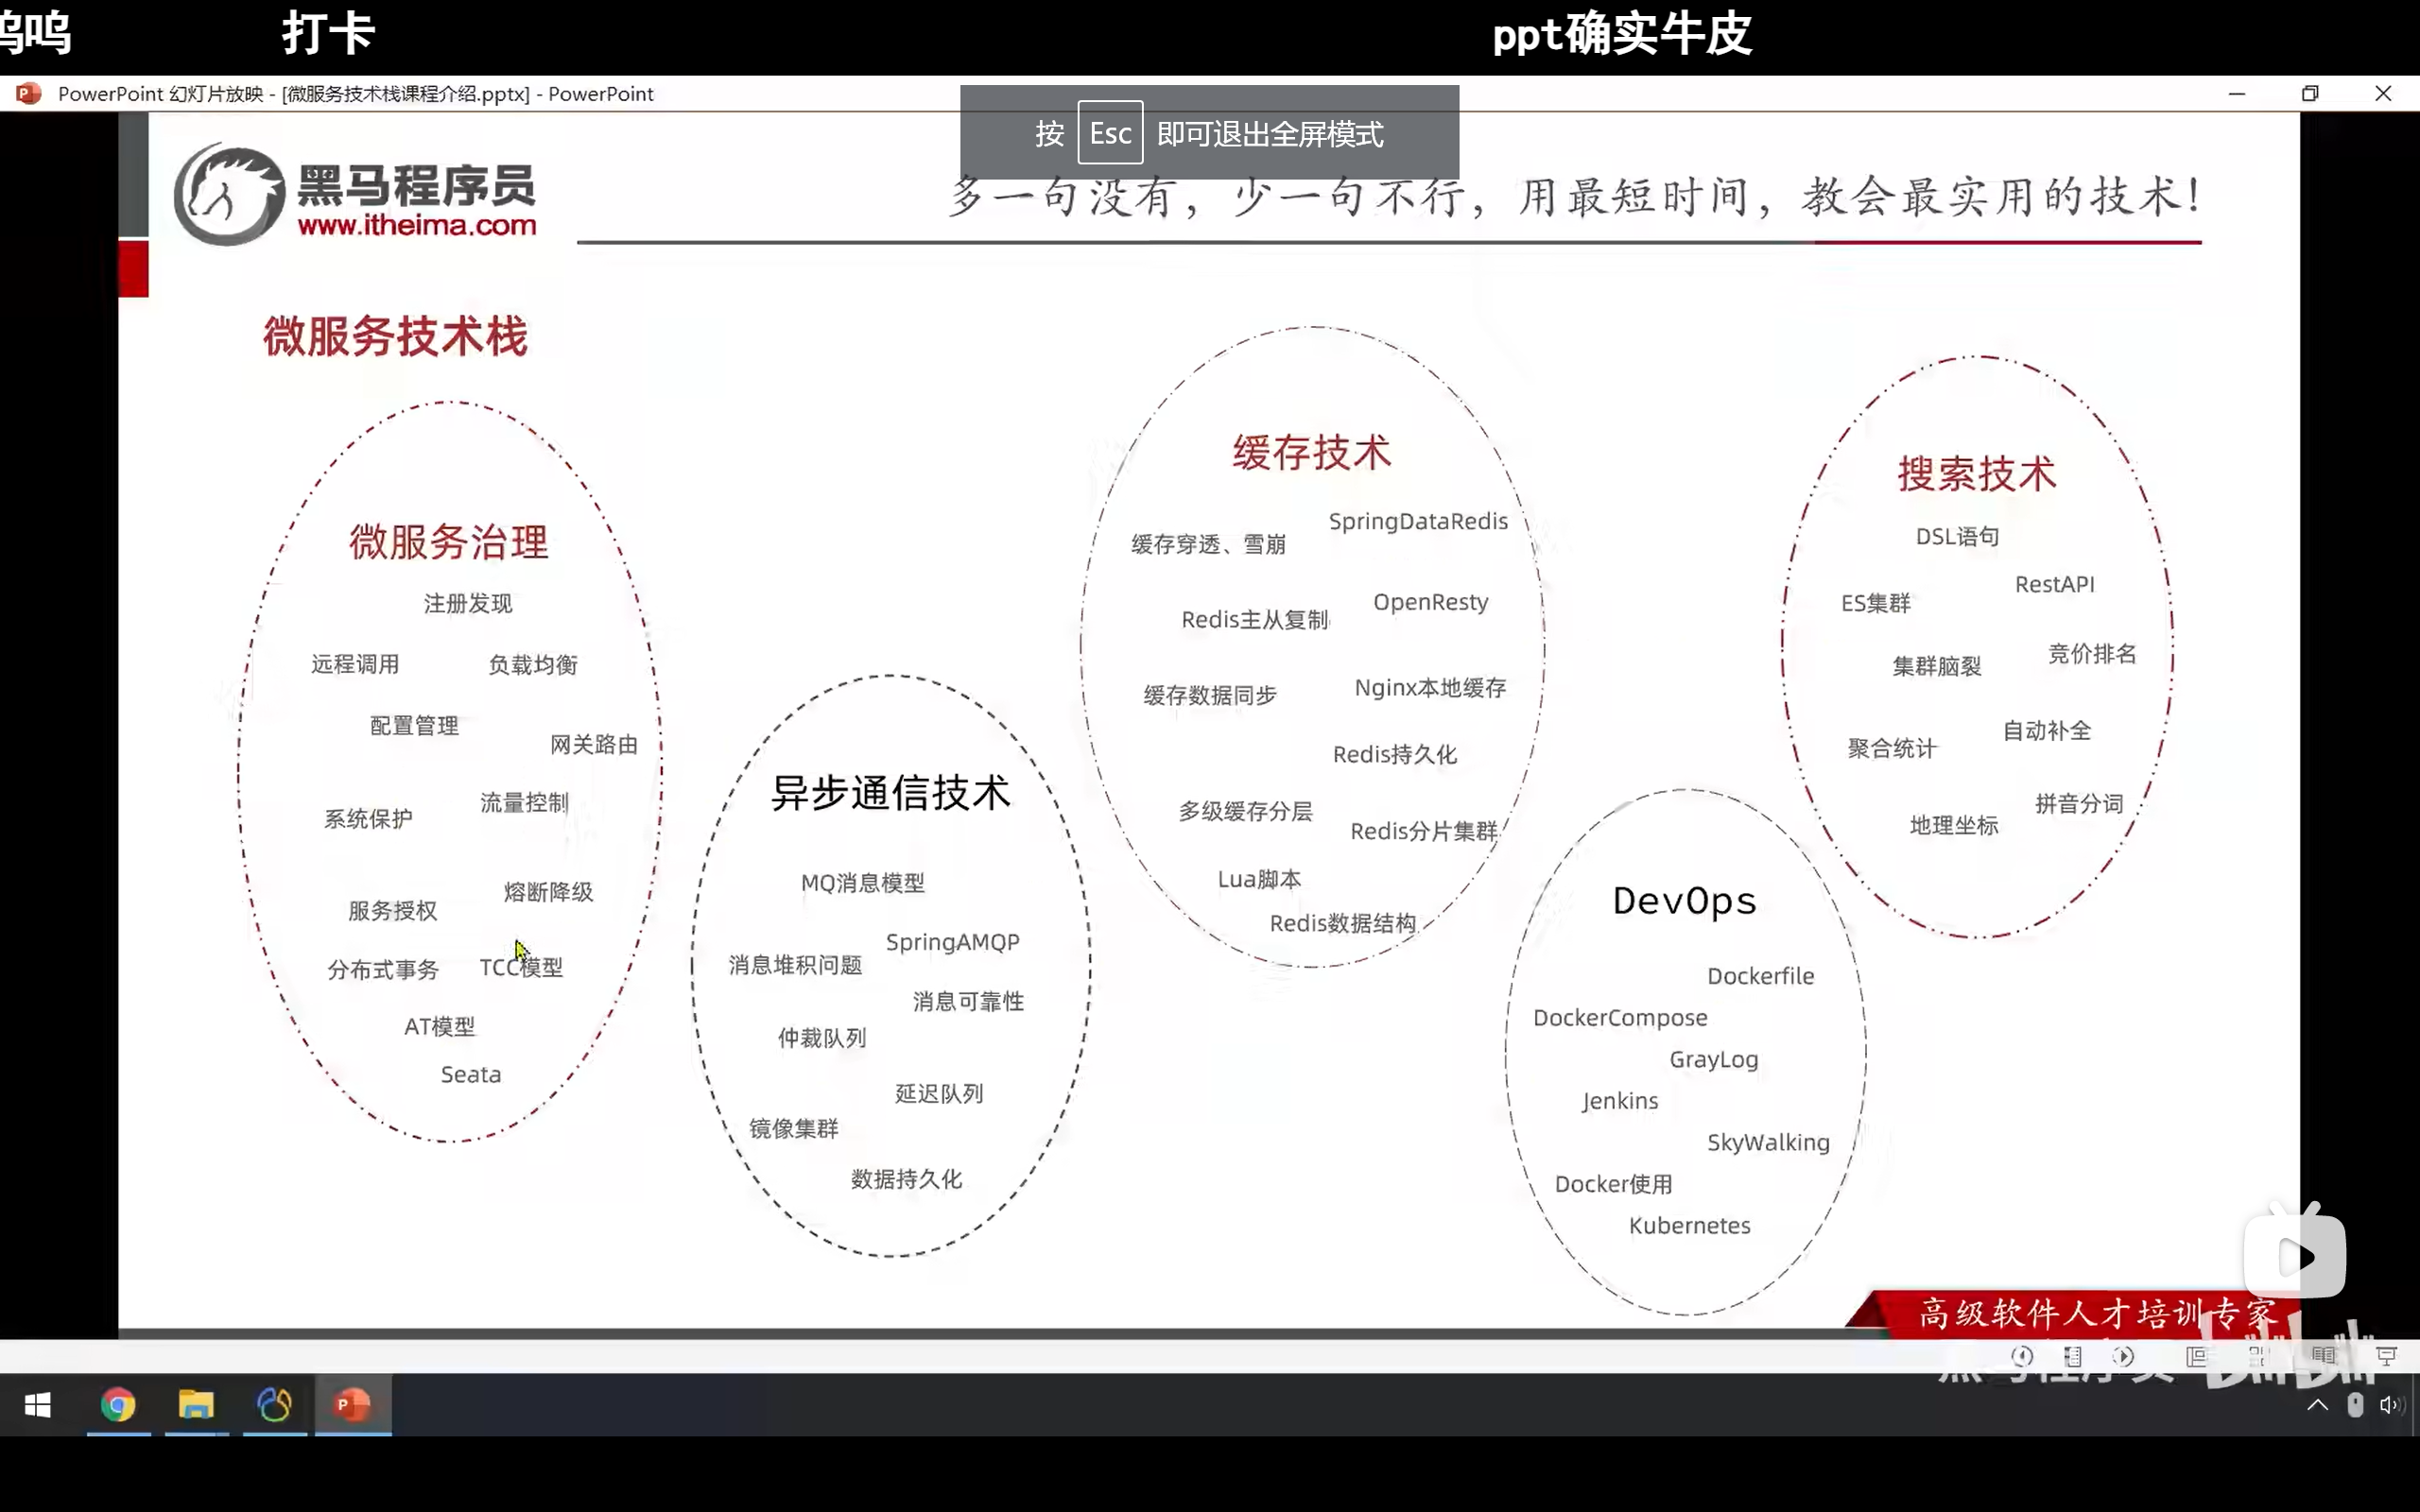 呜呜
打卡
ppt确实牛皮
PowerPoint 幻灯片放映 - [微服务技术栈课程介绍.pptx] - PowerPoint
按 Esc 即可退出全屏模式
黑马程序员
www.itheima.com
多一句没有，少一句不行，用最短时间，教会最实用的技术！
微服务技术栈
微服务治理
注册发现
远程调用
负载均衡
配置管理
网关路由
系统保护
流量控制
服务授权
熔断降级
分布式事务
TCC模型
AT模型
Seata
异步通信技术
MQ消息模型
SpringAMQP
消息堆积问题
消息可靠性
仲裁队列
延迟队列
镜像集群
数据持久化
缓存技术
SpringDataRedis
缓存穿透、雪崩
OpenResty
Redis主从复制
Nginx本地缓存
缓存数据同步
Redis持久化
多级缓存分层
Redis分片集群
Lua脚本
Redis数据结构
DevOps
Dockerfile
DockerCompose
GrayLog
Jenkins
SkyWalking
Docker使用
Kubernetes
搜索技术
DSL语句
RestAPI
ES集群
竞价排名
集群脑裂
自动补全
聚合统计
拼音分词
地理坐标
高级软件人才培训专家
黑马程序员
bilibili